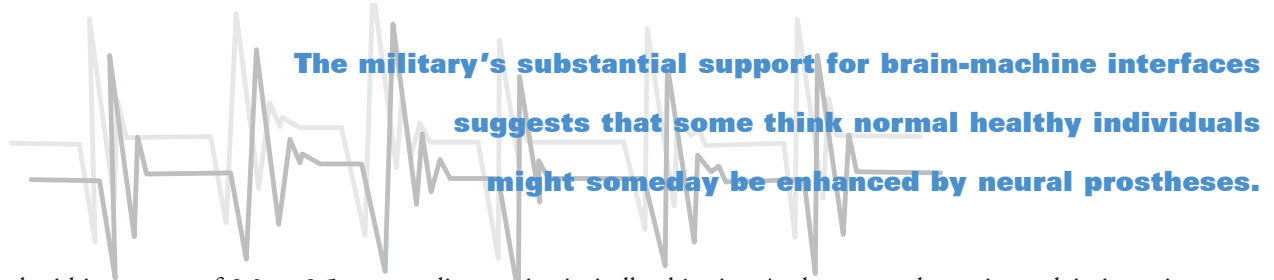 The military's substantial support for brain-machine interfaces
suggests that some think normal healthy individuals
might someday be enhanced by neural prostheses.